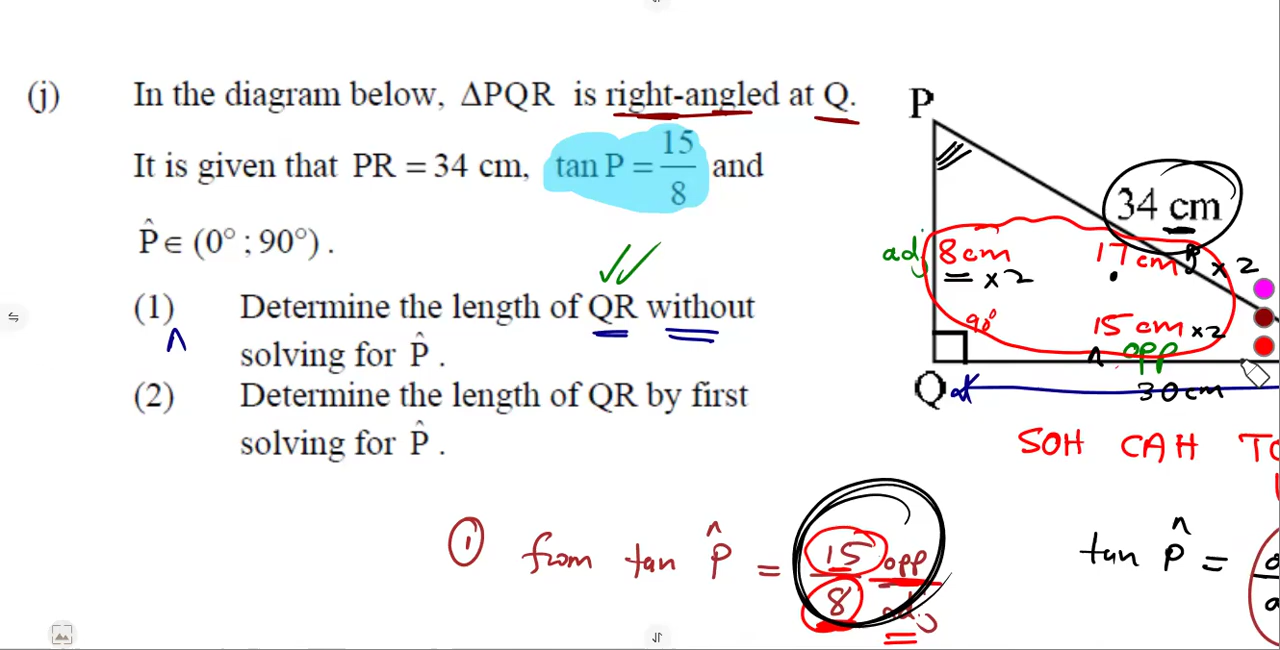 (j) In the diagram below, ΔPQR is right-angled at Q.
It is given that PR = 34 cm, tan P = 15/8 and
P̂ ∈ (0° ; 90°) .
(1) Determine the length of QR without
solving for P̂ .
(2) Determine the length of QR by first
solving for P̂ .
P
34 cm
adj 8cm x2
17cm x2
90°
15cm x2
opp
Q
30cm
SOH CAH
① from tan P̂ = 15/8 opp/adj
tan P̂ =